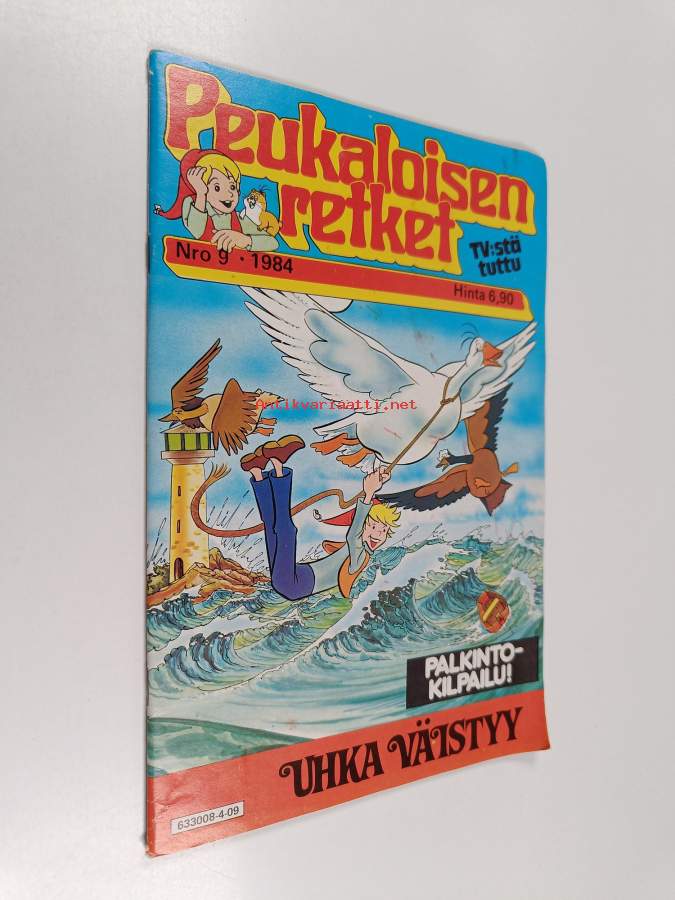 Peukaloisen
retket
TV:stä
tuttu
Nro 9 · 1984
Hinta 6,90
Antikvariaatti.net
PALKINTO-
KILPAILU!
UHKA VÄISTYY
633008-4-09